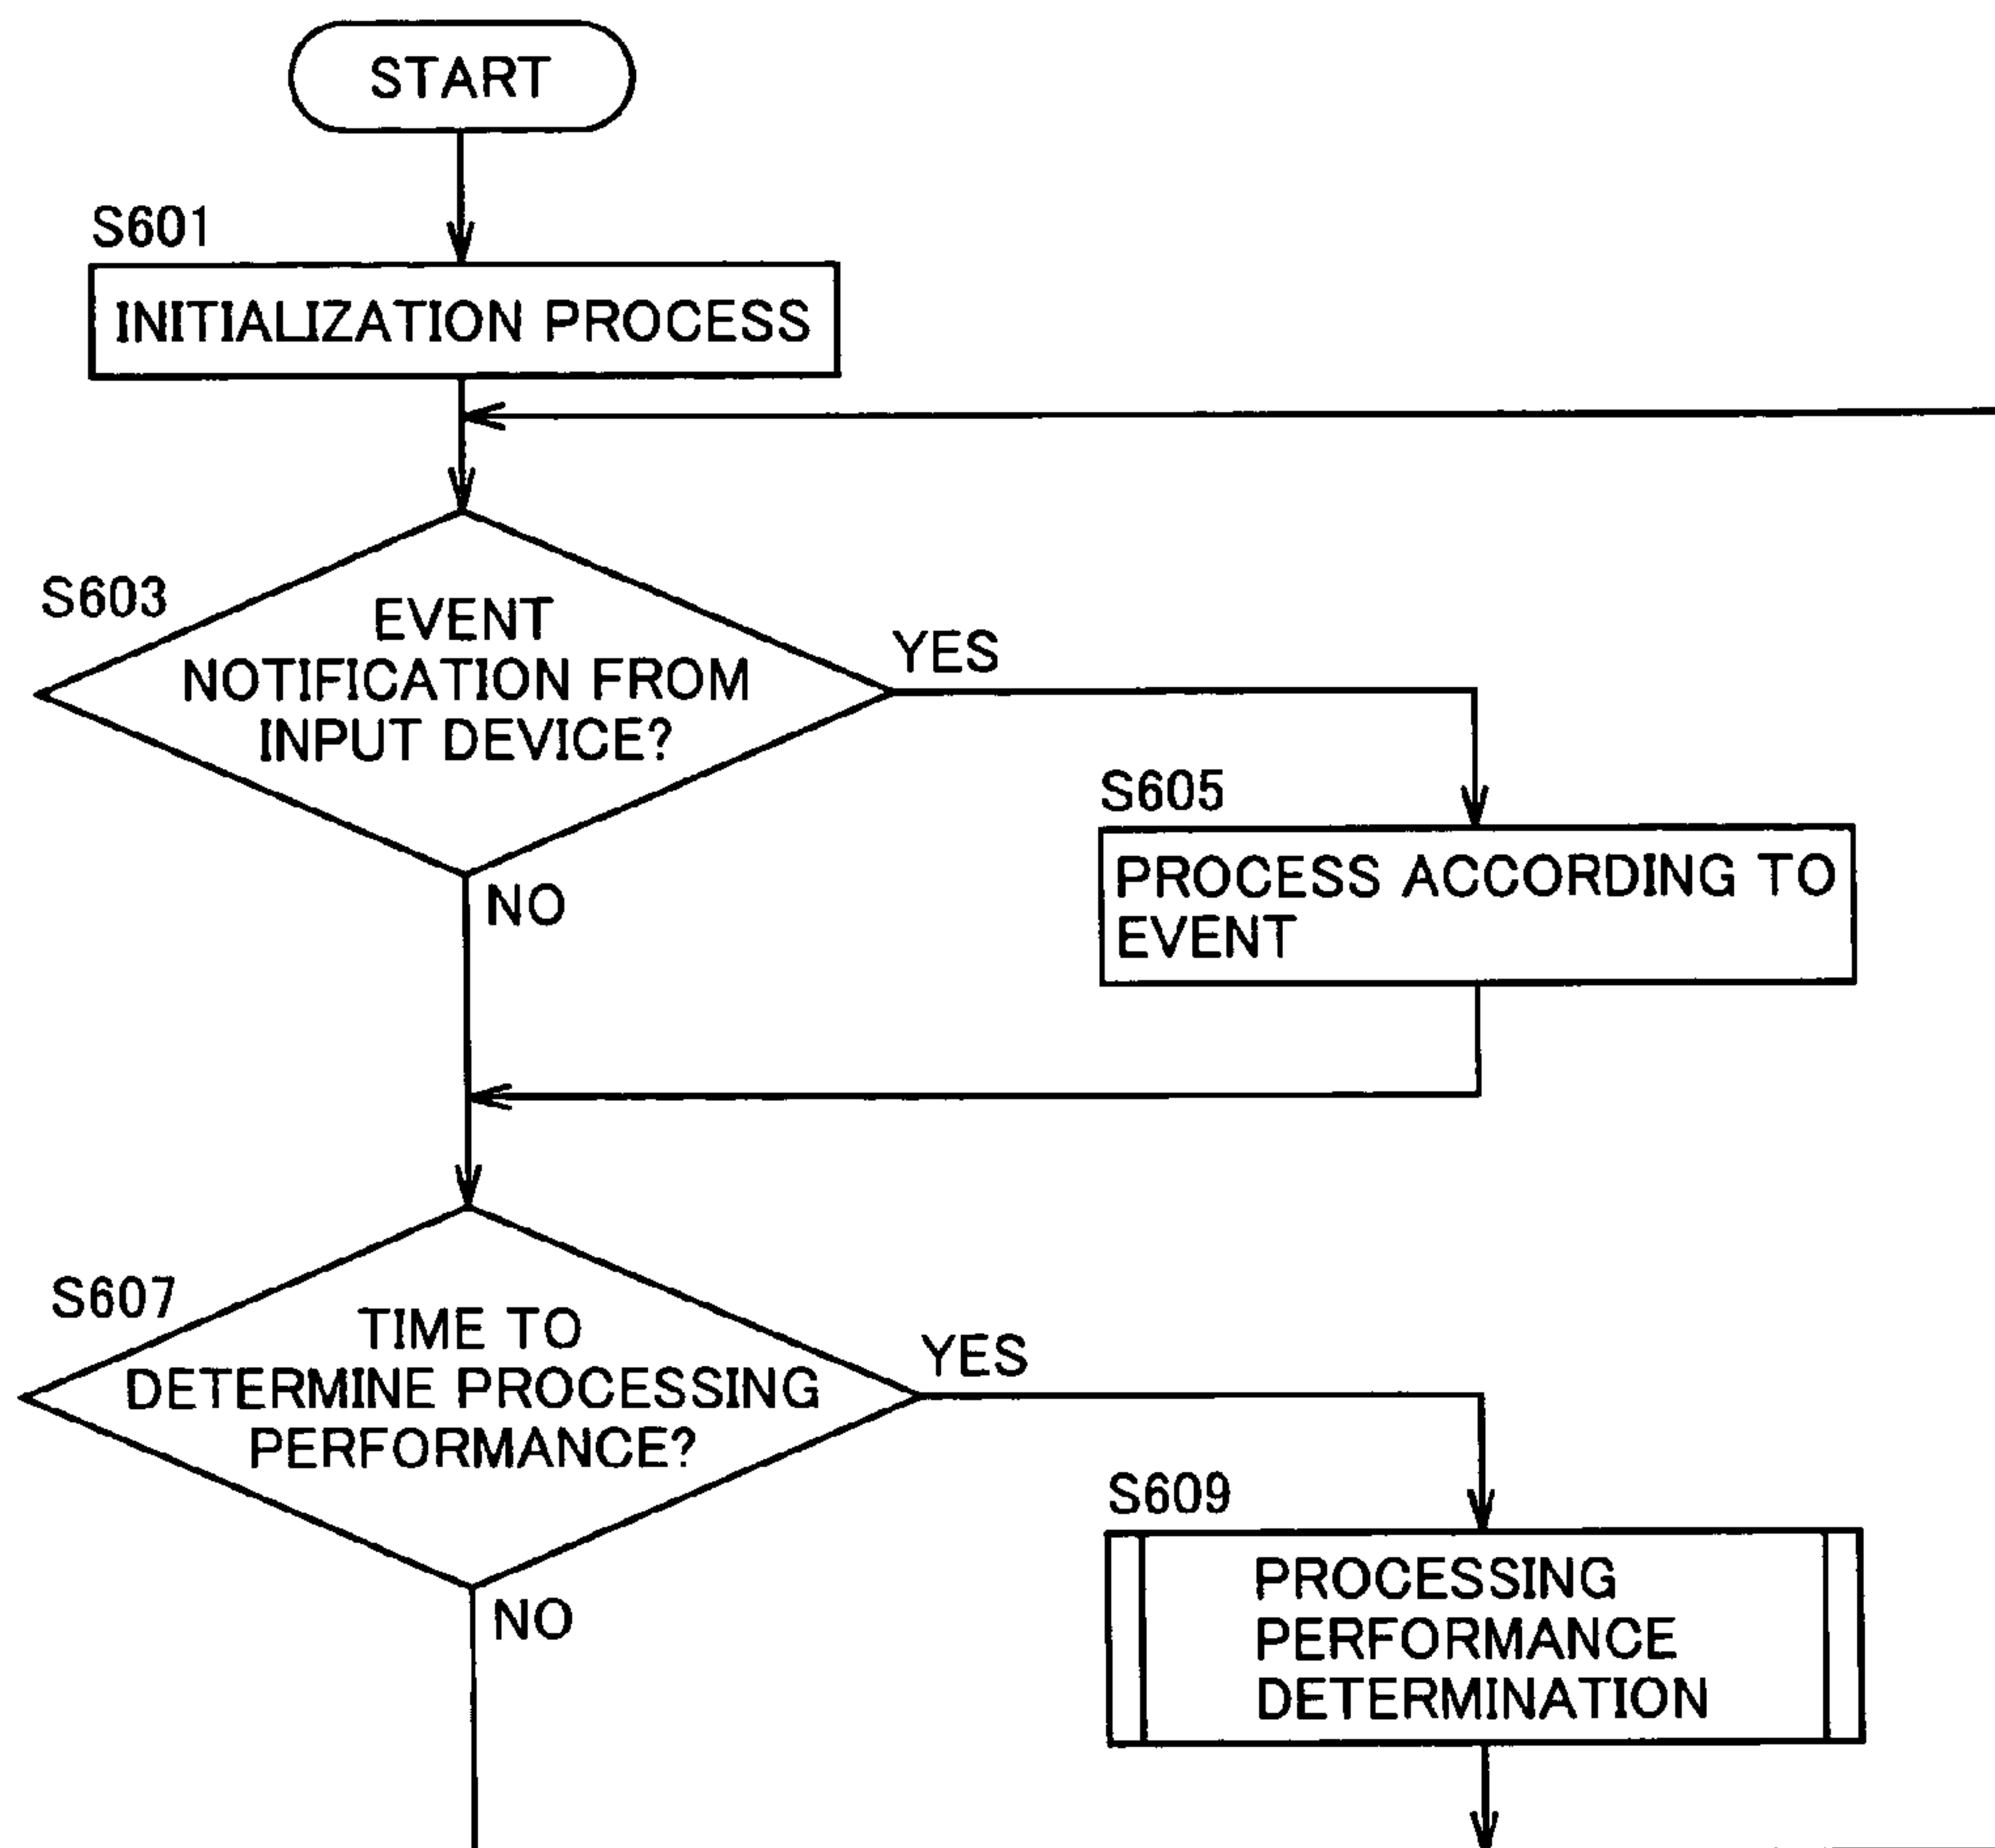 START
S601
INITIALIZATION PROCESS
S603
EVENT
NOTIFICATION FROM
INPUT DEVICE?
YES
NO
S605
PROCESS ACCORDING TO
EVENT
S607
TIME TO
DETERMINE PROCESSING
PERFORMANCE?
YES
NO
S609
PROCESSING
PERFORMANCE
DETERMINATION